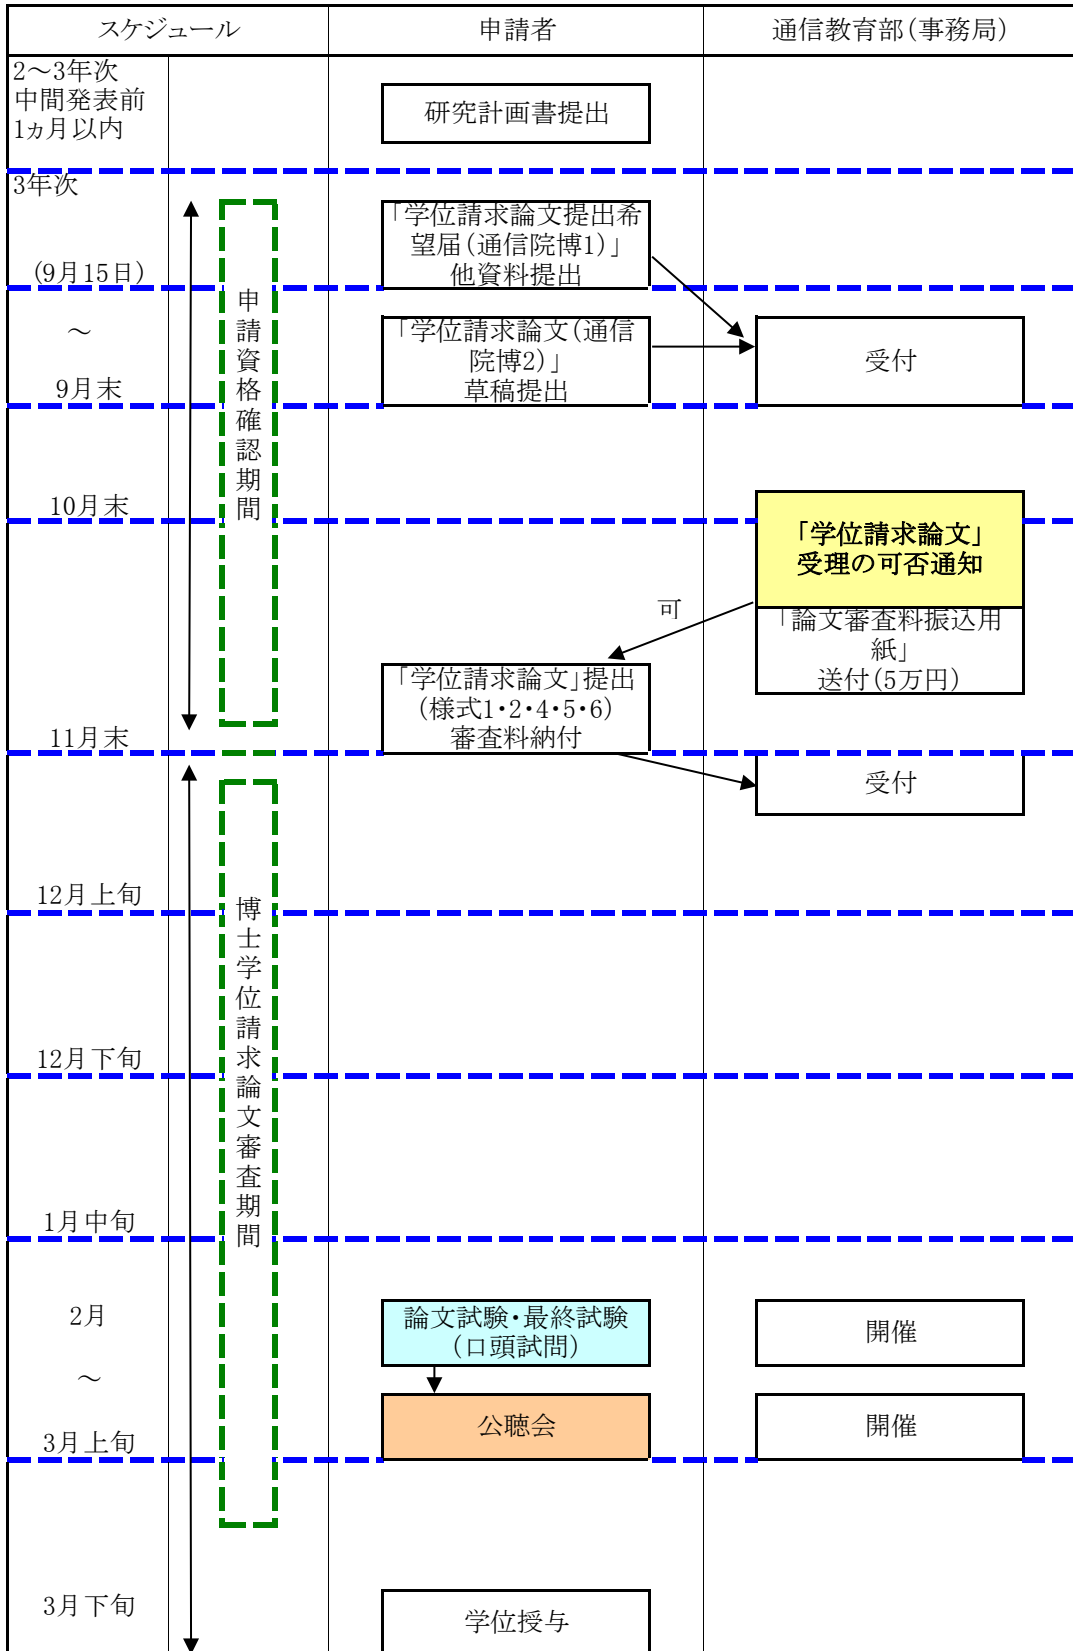 スケジュール
申請者
通信教育部（事務局）
2～3年次
中間発表前
1ヵ月以内
研究計画書提出
3年次
(9月15日)
～
9月末
申請資格確認期間
「学位請求論文提出希
望届（通信院博1）」
他資料提出
「学位請求論文（通信
院博2）」
草稿提出
受付
10月末
「学位請求論文」
受理の可否通知
可
「論文審査料振込用
紙」
送付（5万円）
11月末
「学位請求論文」提出
（様式1・2・4・5・6）
審査料納付
受付
12月上旬
12月下旬
1月中旬
博士学位請求論文審査期間
2月
～
3月上旬
論文試験・最終試験
（口頭試問）
開催
公聴会
開催
3月下旬
学位授与